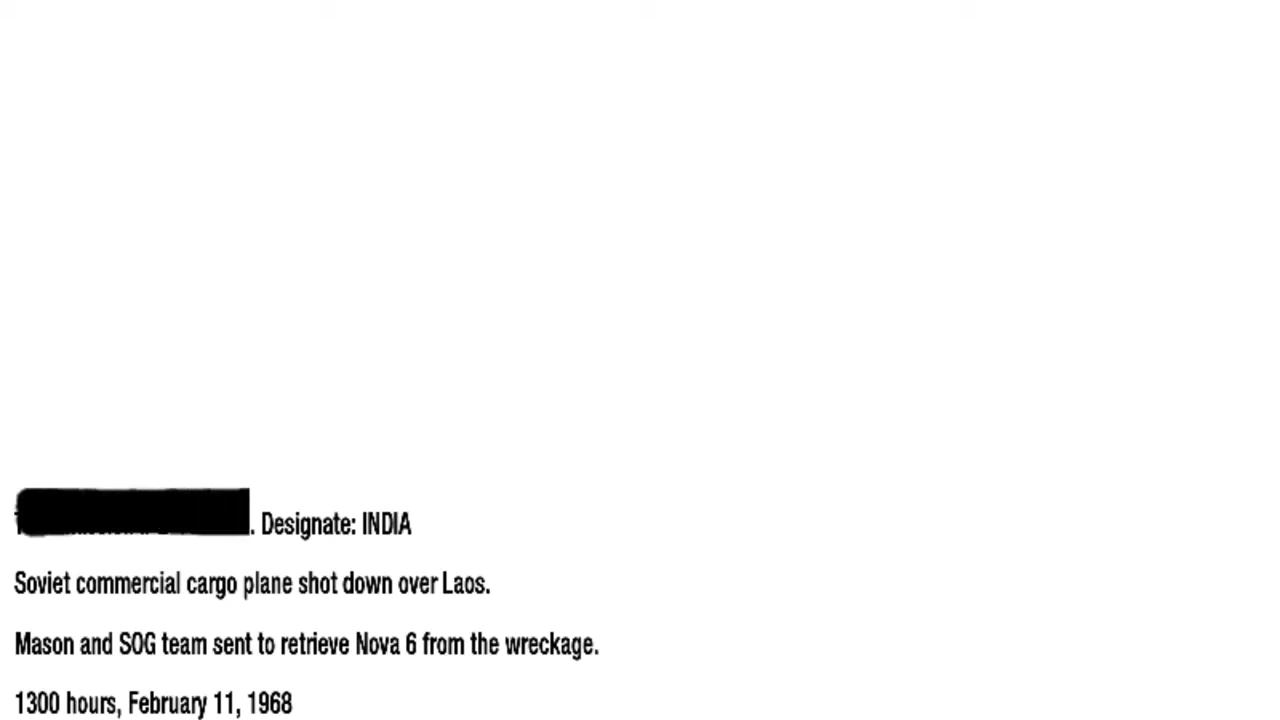 . Designate: INDIA
Soviet commercial cargo plane shot down over Laos.
Mason and SOG team sent to retrieve Nova 6 from the wreckage.
1300 hours, February 11, 1968